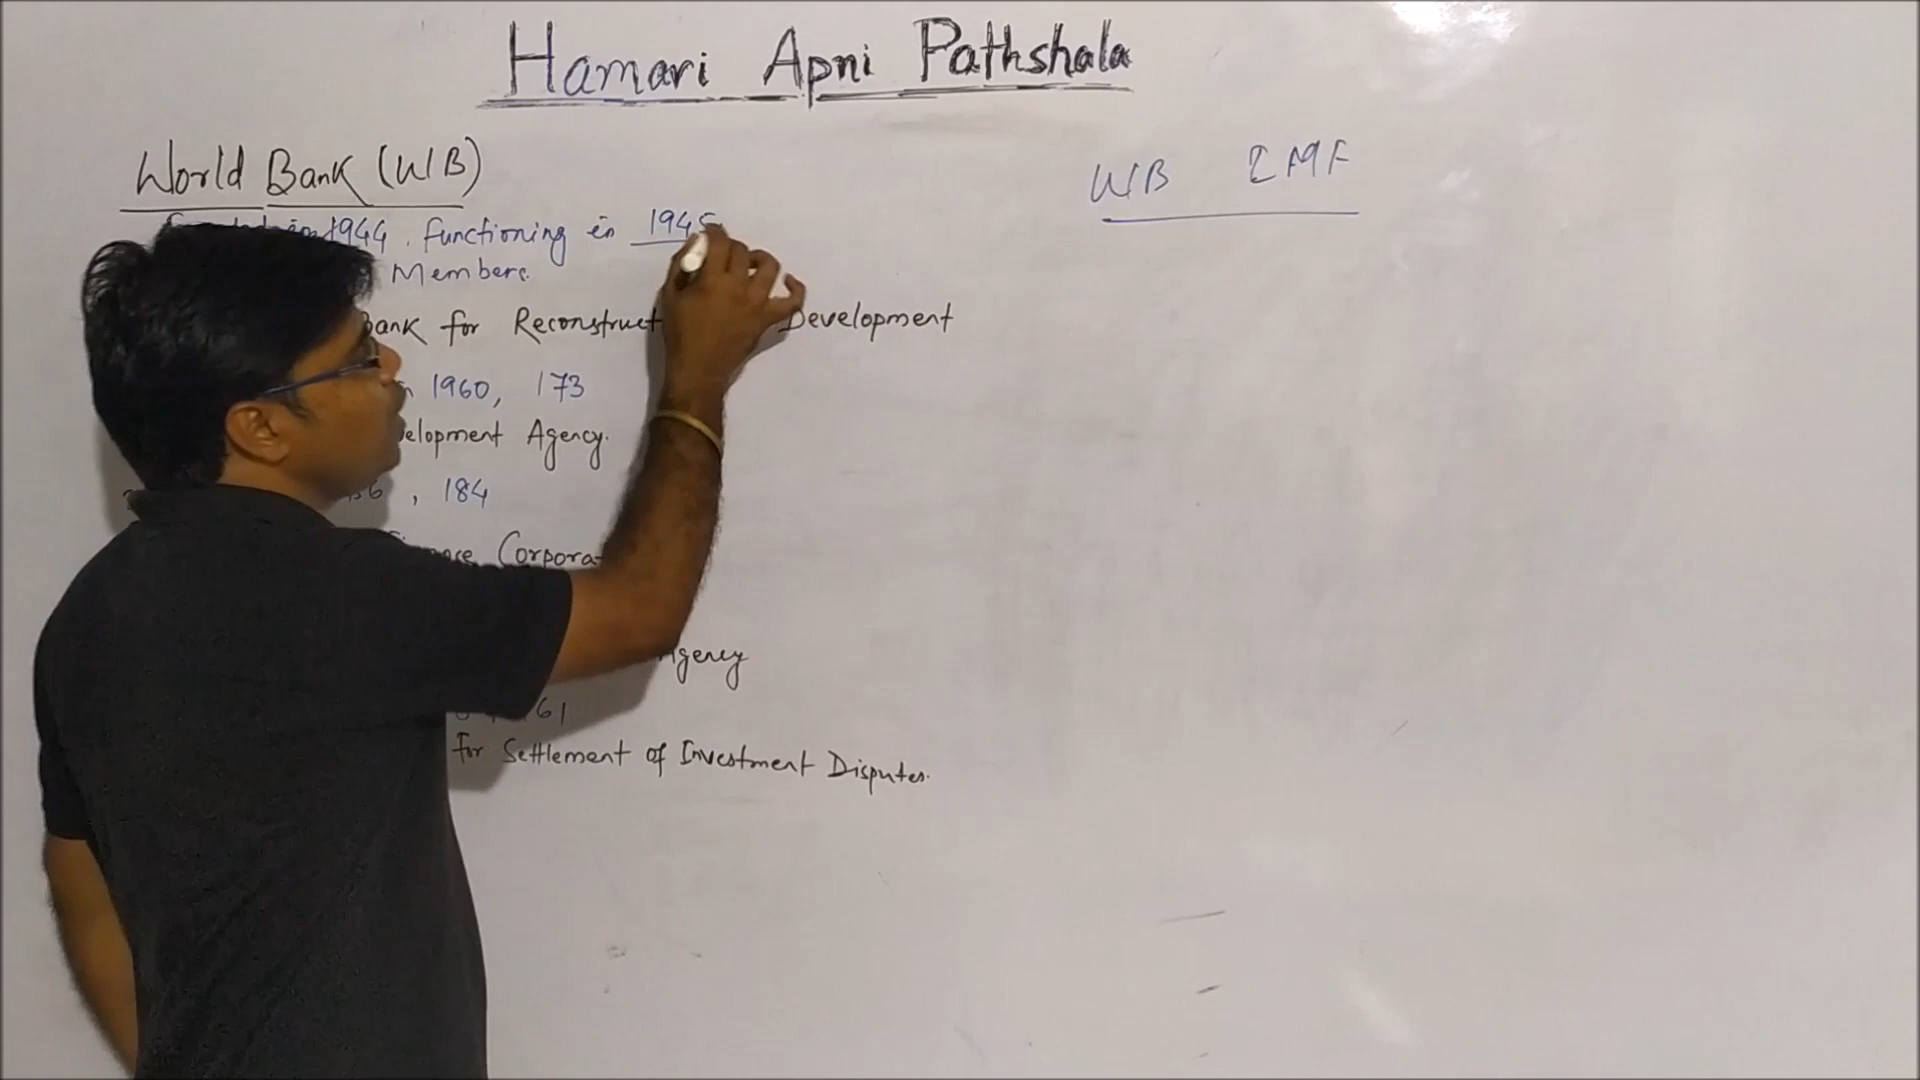 Hamari Apni Pathshala
World Bank (WB)
WB IMF
1944, functioning in 1945
Members.
Bank for Reconstruct Development
1960, 173
elopment Agency.
, 184
Corpora
Agency
61
for Settlement of Investment Disputes.